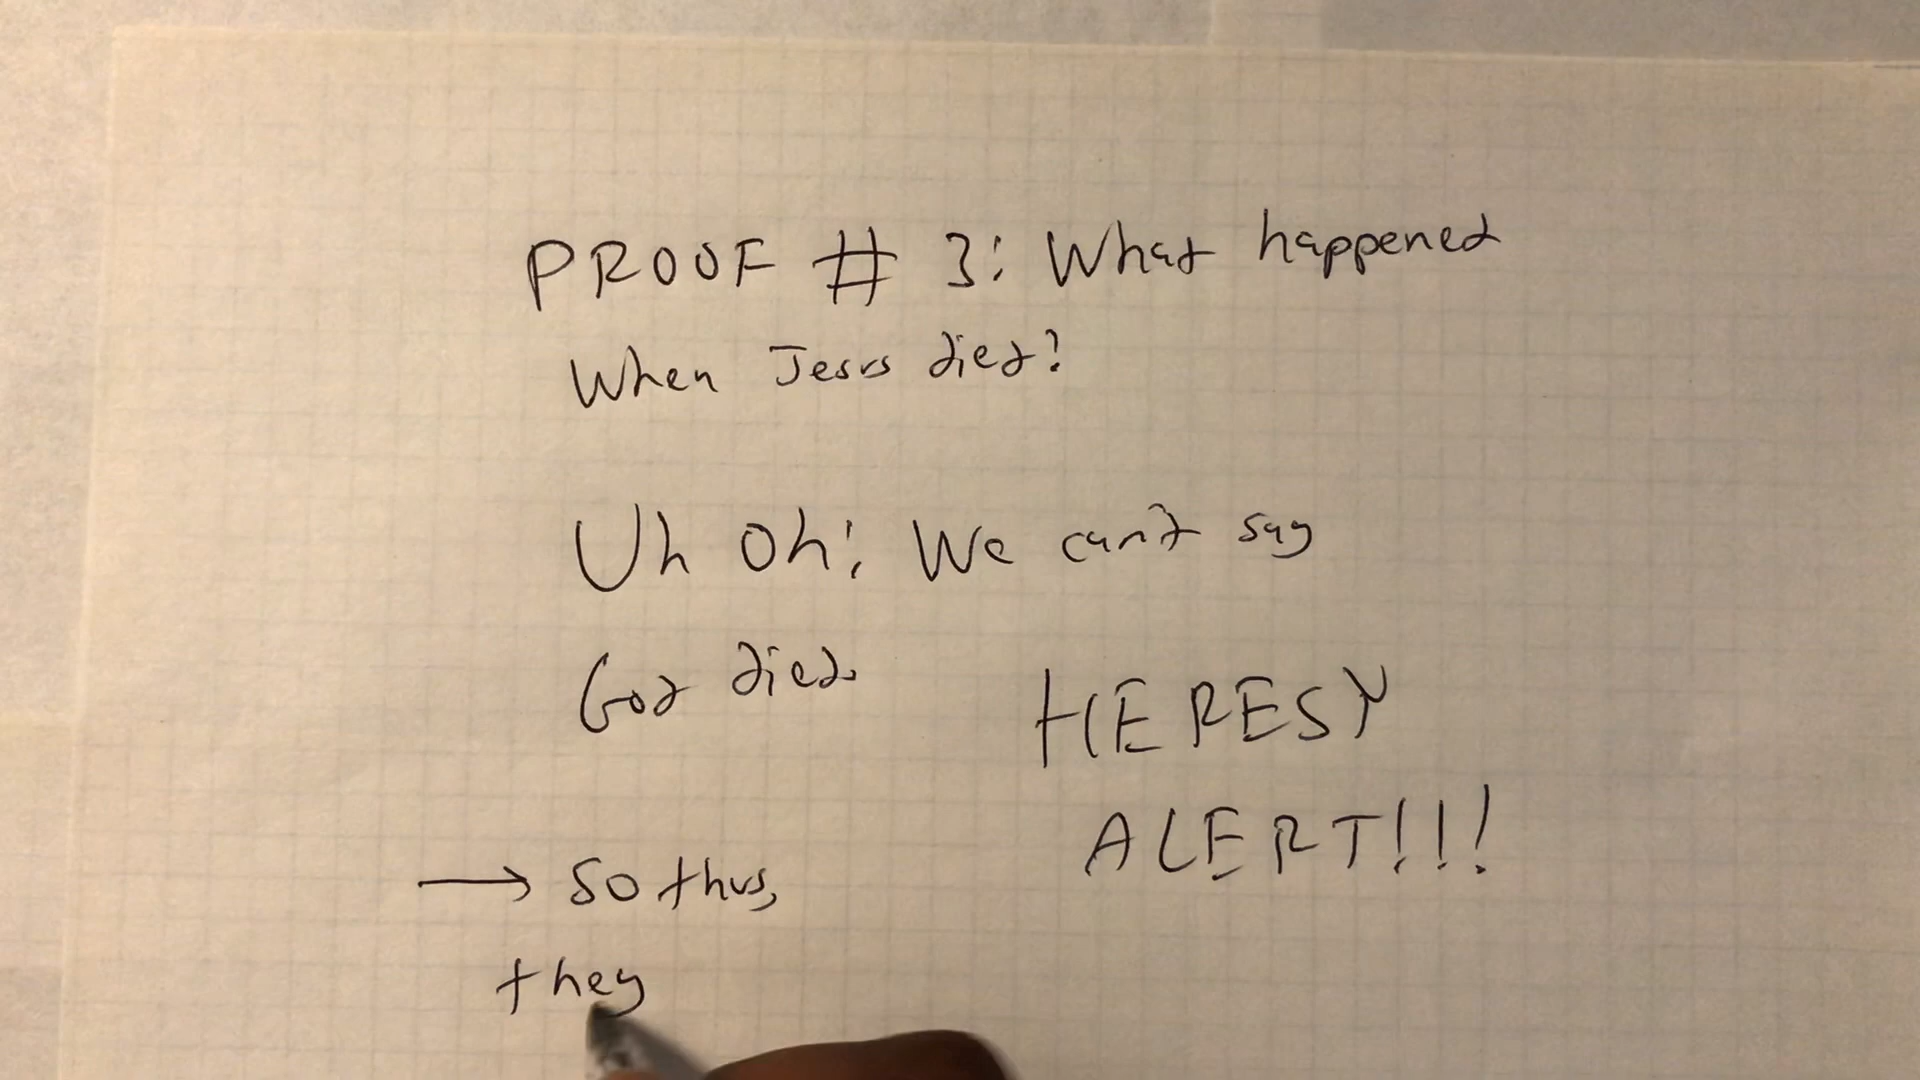 PROOF # 3: What happened
When Jesus died?
Uh Oh: We can't say
God died.
HERESY
ALERT!!!
→ So thus,
they